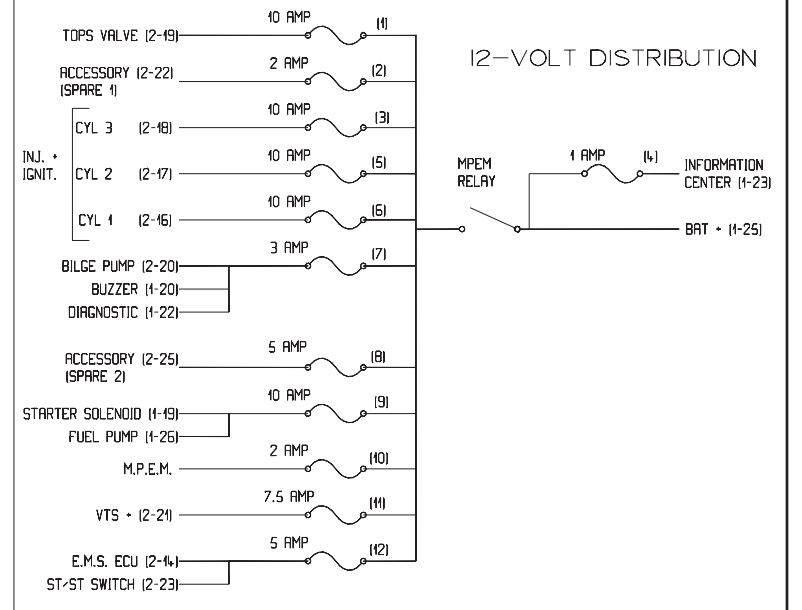 12-VOLT DISTRIBUTION
TOPS VALVE (2-19) 10 AMP (1)
ACCESSORY (2-22) 2 AMP (2)
(SPARE 1)
INJ. +
IGNIT.
CYL 3 (2-18) 10 AMP (3)
CYL 2 (2-17) 10 AMP (5)
CYL 1 (2-16) 10 AMP (6)
BILGE PUMP (2-20) 3 AMP (7)
BUZZER (1-20)
DIAGNOSTIC (1-22)
ACCESSORY (2-25) 5 AMP (8)
(SPARE 2)
STARTER SOLENOID (1-19) 10 AMP (9)
FUEL PUMP (1-26)
M.P.E.M. 2 AMP (10)
VTS + (2-21) 7.5 AMP (11)
E.M.S. ECU (2-14) 5 AMP (12)
ST/ST SWITCH (2-23)
MPEM
RELAY
1 AMP (4)
INFORMATION
CENTER (1-23)
BAT + (1-25)